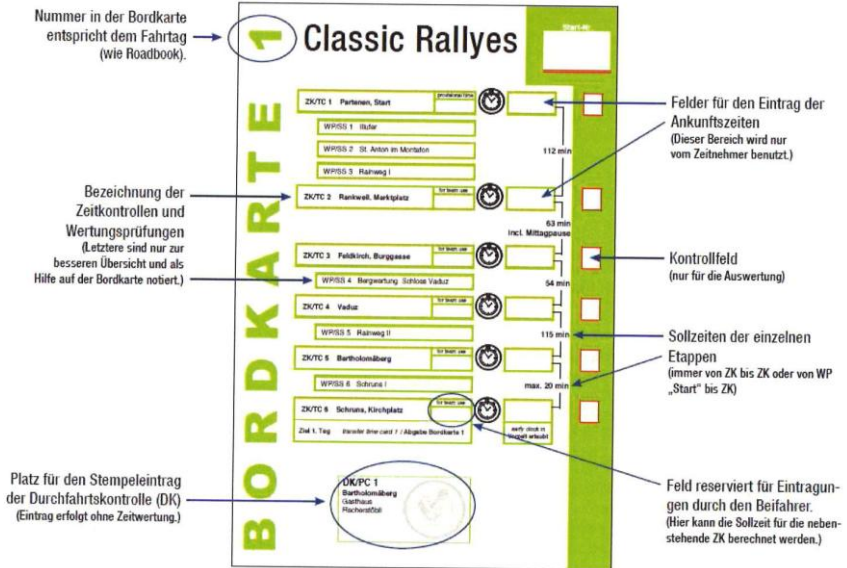 Nummer in der Bordkarte
entspricht dem Fahrtag
(wie Roadbook).
1 Classic Rallyes
Start-Nr.
BORDKARTE
ZK/TC 1 Partenen, Start
provisional time
WP/SS 1 Illufer
WP/SS 2 St. Anton im Montafon
WP/SS 3 Rainweg I
112 min
ZK/TC 2 Rankweil, Marktplatz
for team use
63 min
incl. Mittagpause
ZK/TC 3 Feldkirch, Burggasse
for team use
WP/SS 4 Bergwertung Schloss Vaduz
54 min
ZK/TC 4 Vaduz
for team use
WP/SS 5 Rainweg II
115 min
ZK/TC 5 Bartholomäberg
for team use
WP/SS 6 Schruns I
max. 20 min
ZK/TC 6 Schruns, Kirchplatz
for team use
Ziel 1. Tag transfer time card 1 / Abgabe Bordkarte 1
early check in
erlaubt
DK/PC 1
Bartholomäberg
Gasthaus
Bezeichnung der
Zeitkontrollen und
Wertungsprüfungen
(Letztere sind nur zur
besseren Übersicht und als
Hilfe auf der Bordkarte notiert.)
Platz für den Stempeleintrag
der Durchfahrtskontrolle (DK)
(Eintrag erfolgt ohne Zeitwertung.)
Felder für den Eintrag der
Ankunftszeiten
(Dieser Bereich wird nur
vom Zeitnehmer benutzt.)
Kontrollfeld
(nur für die Auswertung)
Sollzeiten der einzelnen
Etappen
(immer von ZK bis ZK oder von WP
„Start" bis ZK)
Feld reserviert für Eintragun-
gen durch den Beifahrer.
(Hier kann die Sollzeit für die neben-
stehende ZK berechnet werden.)